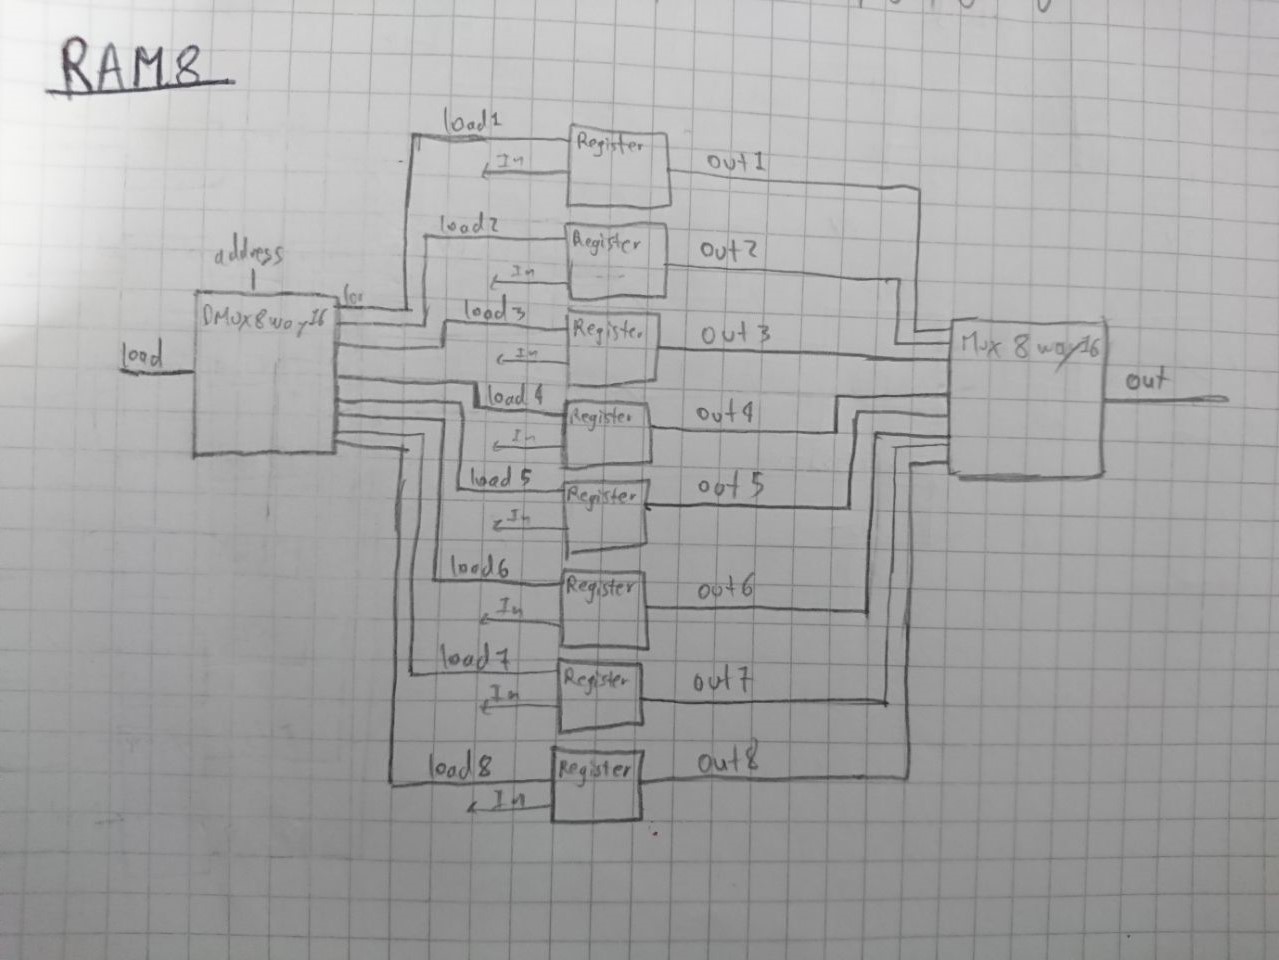 RAM8
load1
Register
In
out1
load2
Register
out2
In
address
lor
DMux8way16
load3
Register
out3
In
load
Mux 8 way16
out
load4
Register
out4
In
load5
Register
out5
In
load6
Register
out6
In
load7
Register
out7
In
load8
Register
out8
In